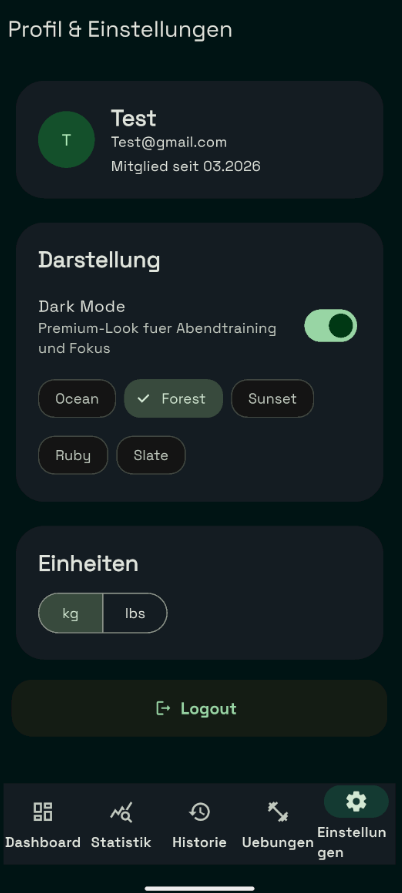 Profil & Einstellungen
T
Test
Test@gmail.com
Mitglied seit 03.2026
Darstellung
Dark Mode
Premium-Look fuer Abendtraining
und Fokus
Ocean
Forest
Sunset
Ruby
Slate
Einheiten
kg
lbs
Logout
Dashboard
Statistik
Historie
Uebungen
Einstellun
gen